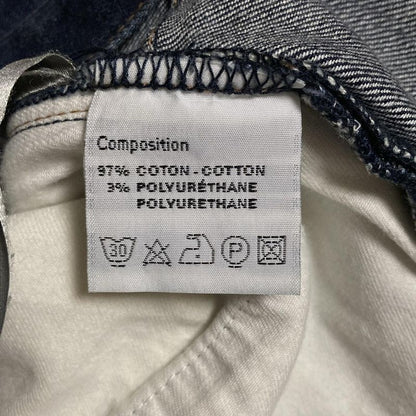 Composition
97% COTON - COTTON
3% POLYURÉTHANE
POLYURETHANE
30 P